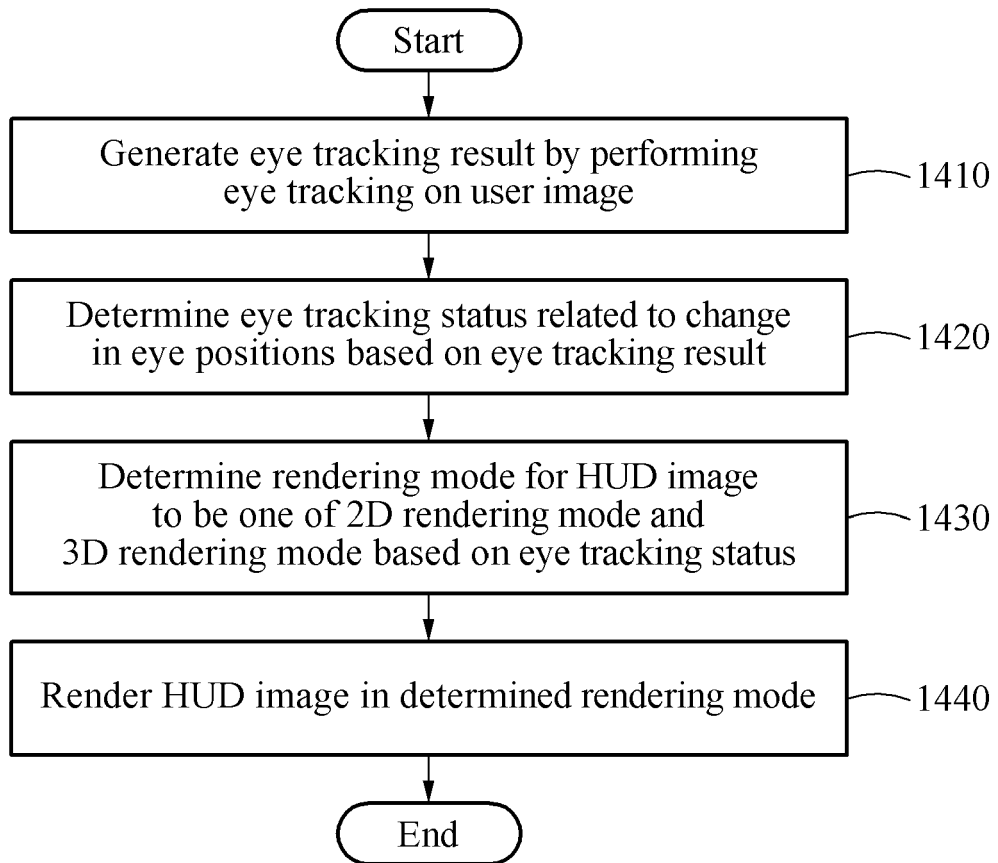 Start
Generate eye tracking result by performing
eye tracking on user image
1410
Determine eye tracking status related to change
in eye positions based on eye tracking result
1420
Determine rendering mode for HUD image
to be one of 2D rendering mode and
3D rendering mode based on eye tracking status
1430
Render HUD image in determined rendering mode
1440
End